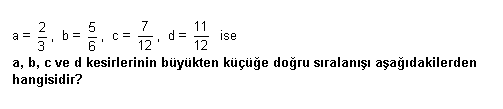 a = 2/3, b = 5/6, c = 7/12, d = 11/12 ise
a, b, c ve d kesirlerinin büyükten küçüğe doğru sıralanışı aşağıdakilerden
hangisidir?